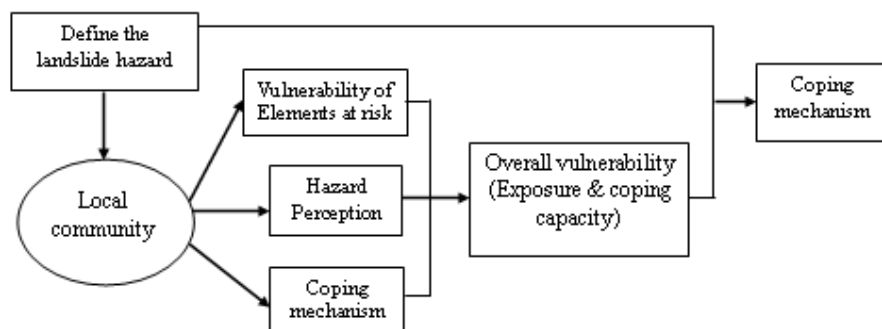 Define the
landslide hazard
Vulnerability of
Elements at risk
Coping
mechanism
Overall vulnerability
(Exposure & coping
capacity)
Hazard
Perception
Local
community
Coping
mechanism